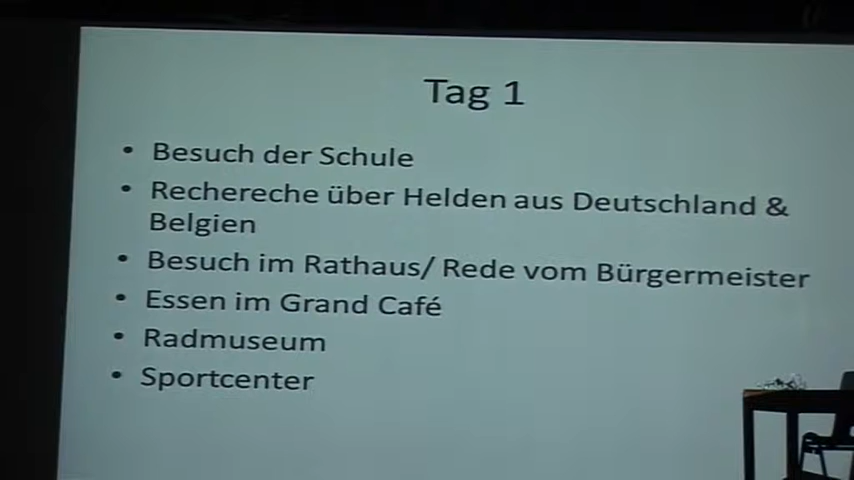 Tag 1
• Besuch der Schule
• Rechereche über Helden aus Deutschland &
Belgien
• Besuch im Rathaus/ Rede vom Bürgermeister
• Essen im Grand Café
• Radmuseum
• Sportcenter